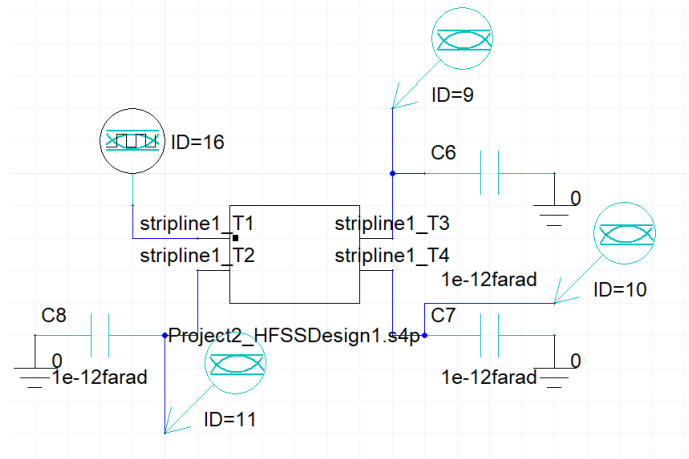 ID=9
ID=16
C6
0
stripline1_T1
stripline1_T3
stripline1_T2
stripline1_T4
1e-12farad
ID=10
C8
Project2_HFSSDesign1.s4p
C7
0
1e-12farad
1e-12farad
0
ID=11